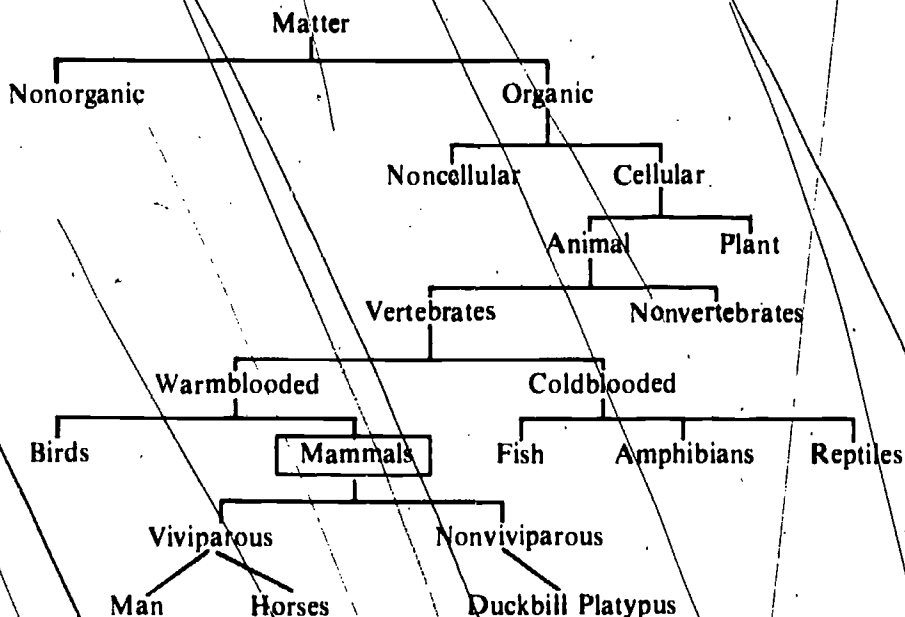 Matter
Nonorganic Organic
Noncellular Cellular
Animal Plant
Vertebrates Nonvertebrates
Warmblooded Coldblooded
Birds Mammals Fish Amphibians Reptiles
Viviparous Nonviviparous
Man Horses Duckbill Platypus